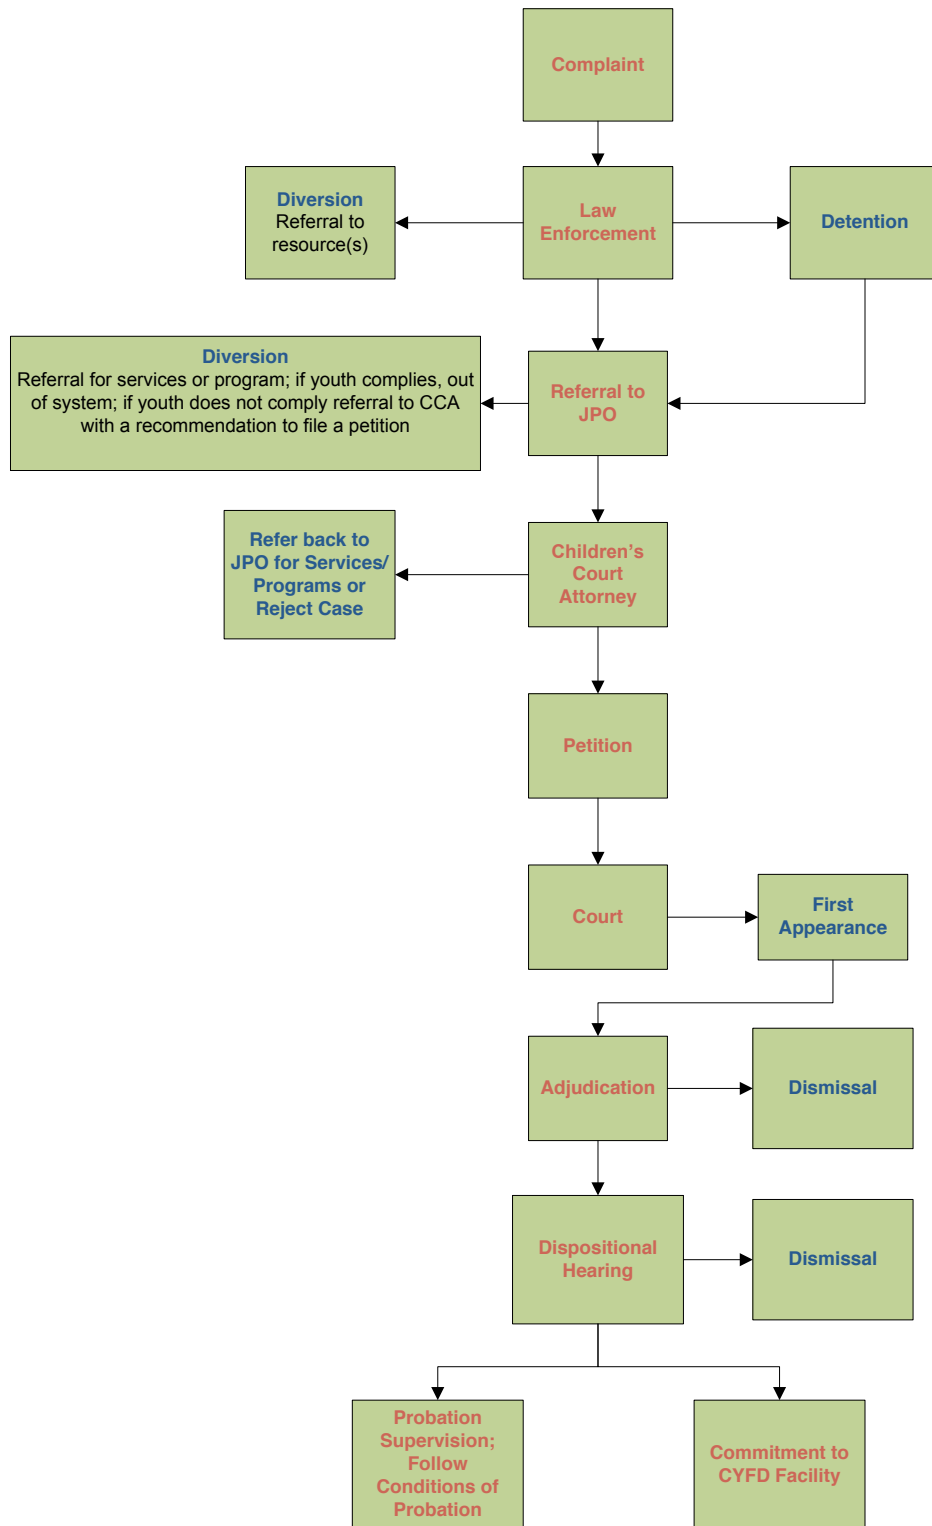 Complaint
Diversion
Referral to
resource(s)
Law
Enforcement
Detention
Diversion
Referral for services or program; if youth complies, out
of system; if youth does not comply referral to CCA
with a recommendation to file a petition
Referral to
JPO
Refer back to
JPO for Services/
Programs or
Reject Case
Children’s
Court
Attorney
Petition
Court
First
Appearance
Adjudication
Dismissal
Dispositional
Hearing
Dismissal
Probation
Supervision;
Follow
Conditions of
Probation
Commitment to
CYFD Facility